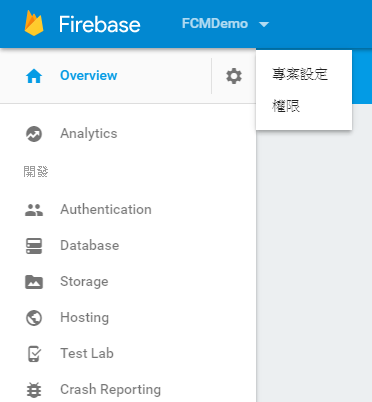 Firebase
FCMDemo
Overview
專案設定
權限
Analytics
開發
Authentication
Database
Storage
Hosting
Test Lab
Crash Reporting